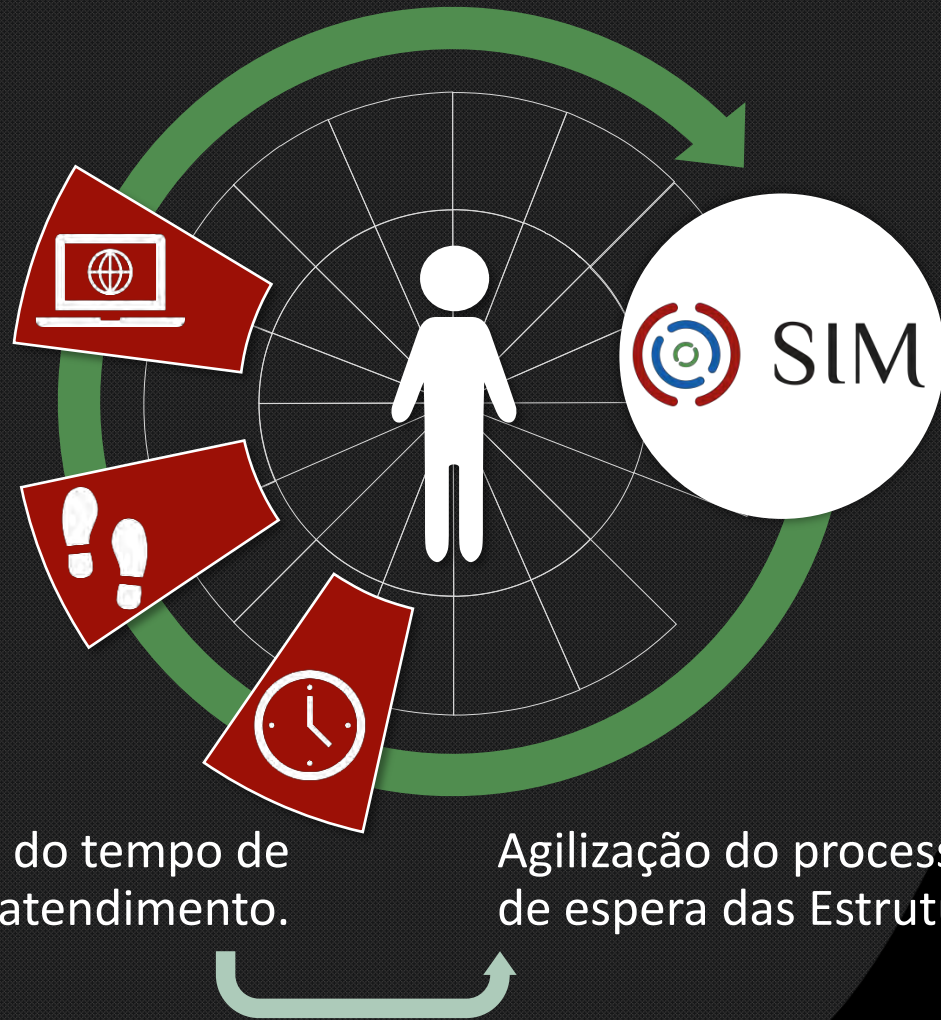 SIM
do tempo de
atendimento.
Agilização do process
de espera das Estrut